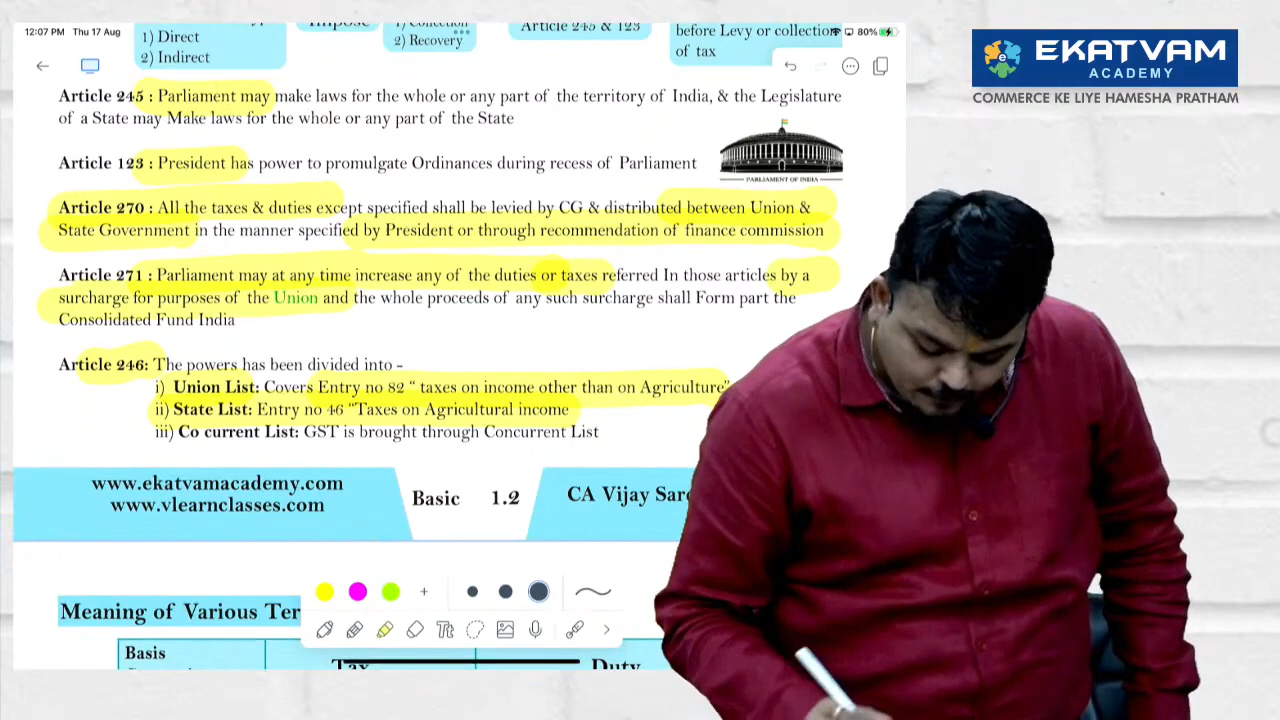 12:07 PM Thu 17 Aug
80%
1) Direct
2) Indirect
1) Collection
2) Recovery
Article 245 & 123
before Levy or collection
of tax
EKATVAM
ACADEMY
COMMERCE KE LIYE HAMESHA PRATHAM
Article 245 : Parliament may make laws for the whole or any part of the territory of India, & the Legislature
of a State may Make laws for the whole or any part of the State
Article 123 : President has power to promulgate Ordinances during recess of Parliament
PARLIAMENT OF INDIA
Article 270 : All the taxes & duties except specified shall be levied by CG & distributed between Union &
State Government in the manner specified by President or through recommendation of finance commission
Article 271 : Parliament may at any time increase any of the duties or taxes referred In those articles by a
surcharge for purposes of the Union and the whole proceeds of any such surcharge shall Form part the
Consolidated Fund India
Article 246: The powers has been divided into -
i) Union List: Covers Entry no 82 “ taxes on income other than on Agriculture”
ii) State List: Entry no 46 “Taxes on Agricultural income
iii) Co current List: GST is brought through Concurrent List
www.ekatvamacademy.com
www.vlearnclasses.com
Basic 1.2
CA Vijay
Meaning of Various
Basis
Tax
Duty